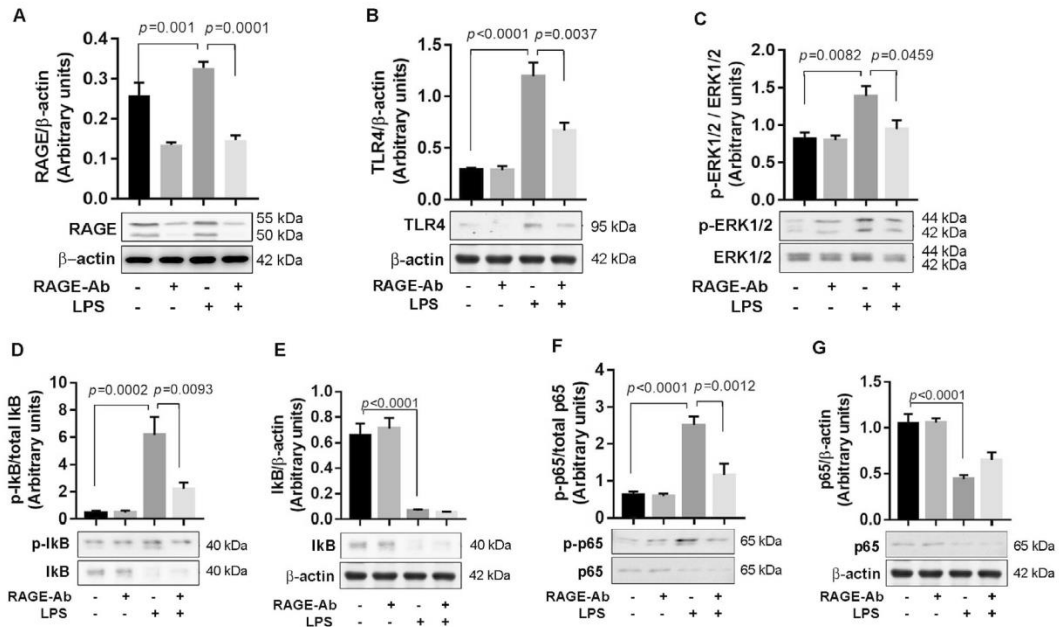 A
p=0.001 p=0.0001
RAGE/β-actin
(Arbitrary units)
0.4
0.3
0.2
0.1
0.0
RAGE
55 kDa
50 kDa
β-actin 42 kDa
RAGE-Ab - + - +
LPS - - + +
B
p<0.0001 p=0.0037
TLR4/β-actin
(Arbitrary units)
1.5
1.0
0.5
0.0
TLR4 95 kDa
β-actin 42 kDa
RAGE-Ab - + - +
LPS - - + +
C
p=0.0082 p=0.0459
p-ERK1/2 / ERK1/2
(Arbitrary units)
2.0
1.5
1.0
0.5
0.0
p-ERK1/2
44 kDa
42 kDa
ERK1/2
44 kDa
42 kDa
RAGE-Ab - + - +
LPS - - + +
D
p=0.0002 p=0.0093
p-IkB/total IkB
(Arbitrary units)
10
8
6
4
2
0
p-IkB 40 kDa
IkB 40 kDa
RAGE-Ab - + - +
LPS - - + +
E
p<0.0001
IkB/β-actin
(Arbitrary units)
1.0
0.8
0.6
0.4
0.2
0.0
IkB 40 kDa
β-actin 42 kDa
RAGE-Ab - + - +
LPS - - + +
F
p<0.0001 p=0.0012
p-p65/total p65
(Arbitrary units)
4
3
2
1
0
p-p65 65 kDa
p65 65 kDa
RAGE-Ab - + - +
LPS - - + +
G
p<0.0001
p65/β-actin
(Arbitrary units)
1.5
1.0
0.5
0.0
p65 65 kDa
β-actin 42 kDa
RAGE-Ab - + - +
LPS - - + +